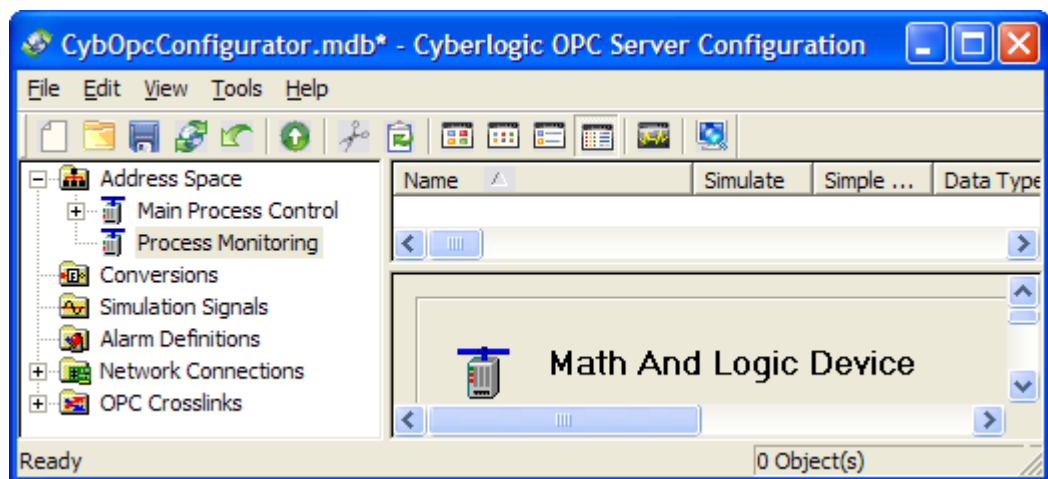 CybOpcConfigurator.mdb* - Cyberlogic OPC Server Configuration
File Edit View Tools Help
Address Space
Main Process Control
Process Monitoring
Conversions
Simulation Signals
Alarm Definitions
Network Connections
OPC Crosslinks
Name Simulate Simple ... Data Type
Math And Logic Device
Ready 0 Object(s)